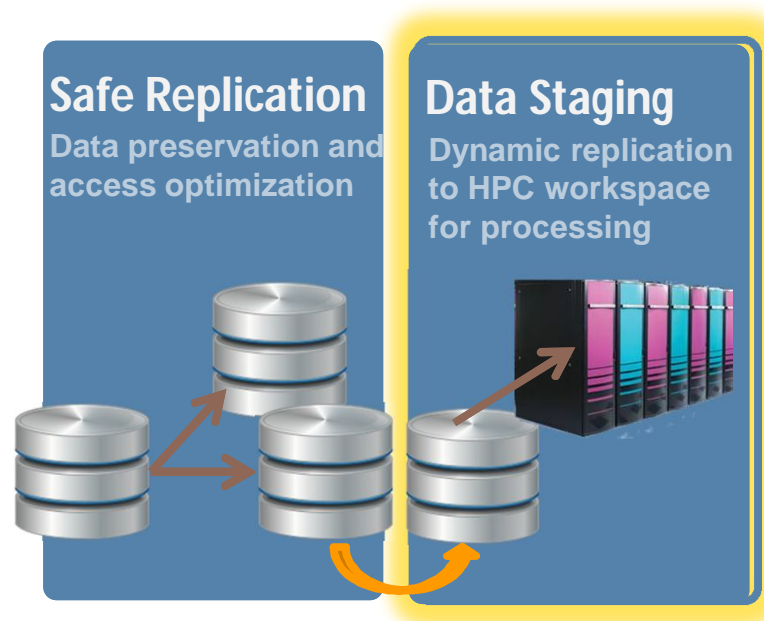 Safe Replication
Data preservation and
access optimization
Data Staging
Dynamic replication
to HPC workspace
for processing